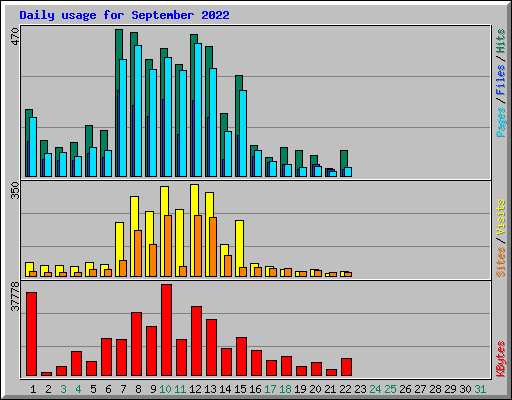 Daily usage for September 2022
470
Pages / Files / Hits
350
Sites / Visits
37778
KBytes
1 2 3 4 5 6 7 8 9 10 11 12 13 14 15 16 17 18 19 20 21 22 23 24 25 26 27 28 29 30 31